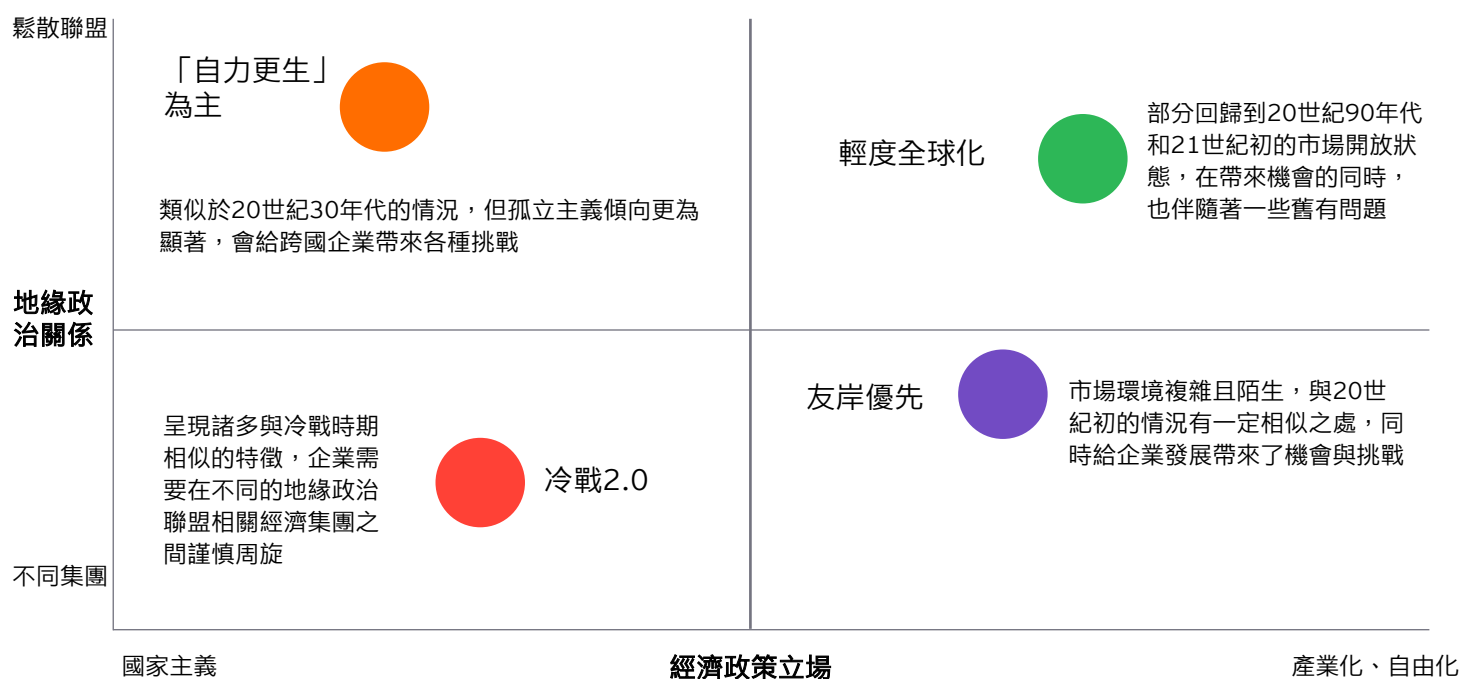 鬆散聯盟
「自力更生」
為主
類似於20世紀30年代的情況，但孤立主義傾向更為
顯著，會給跨國企業帶來各種挑戰
輕度全球化
部分回歸到20世紀90年代
和21世紀初的市場開放狀
態，在帶來機會的同時，
也伴隨著一些舊有問題
地緣政
治關係
呈現諸多與冷戰時期
相似的特徵，企業需
要在不同的地緣政治
聯盟相關經濟集團之
間謹慎周旋
冷戰2.0
友岸優先
市場環境複雜且陌生，與20世
紀初的情況有一定相似之處，同
時給企業發展帶來了機會與挑戰
不同集團
國家主義
經濟政策立場
產業化、自由化